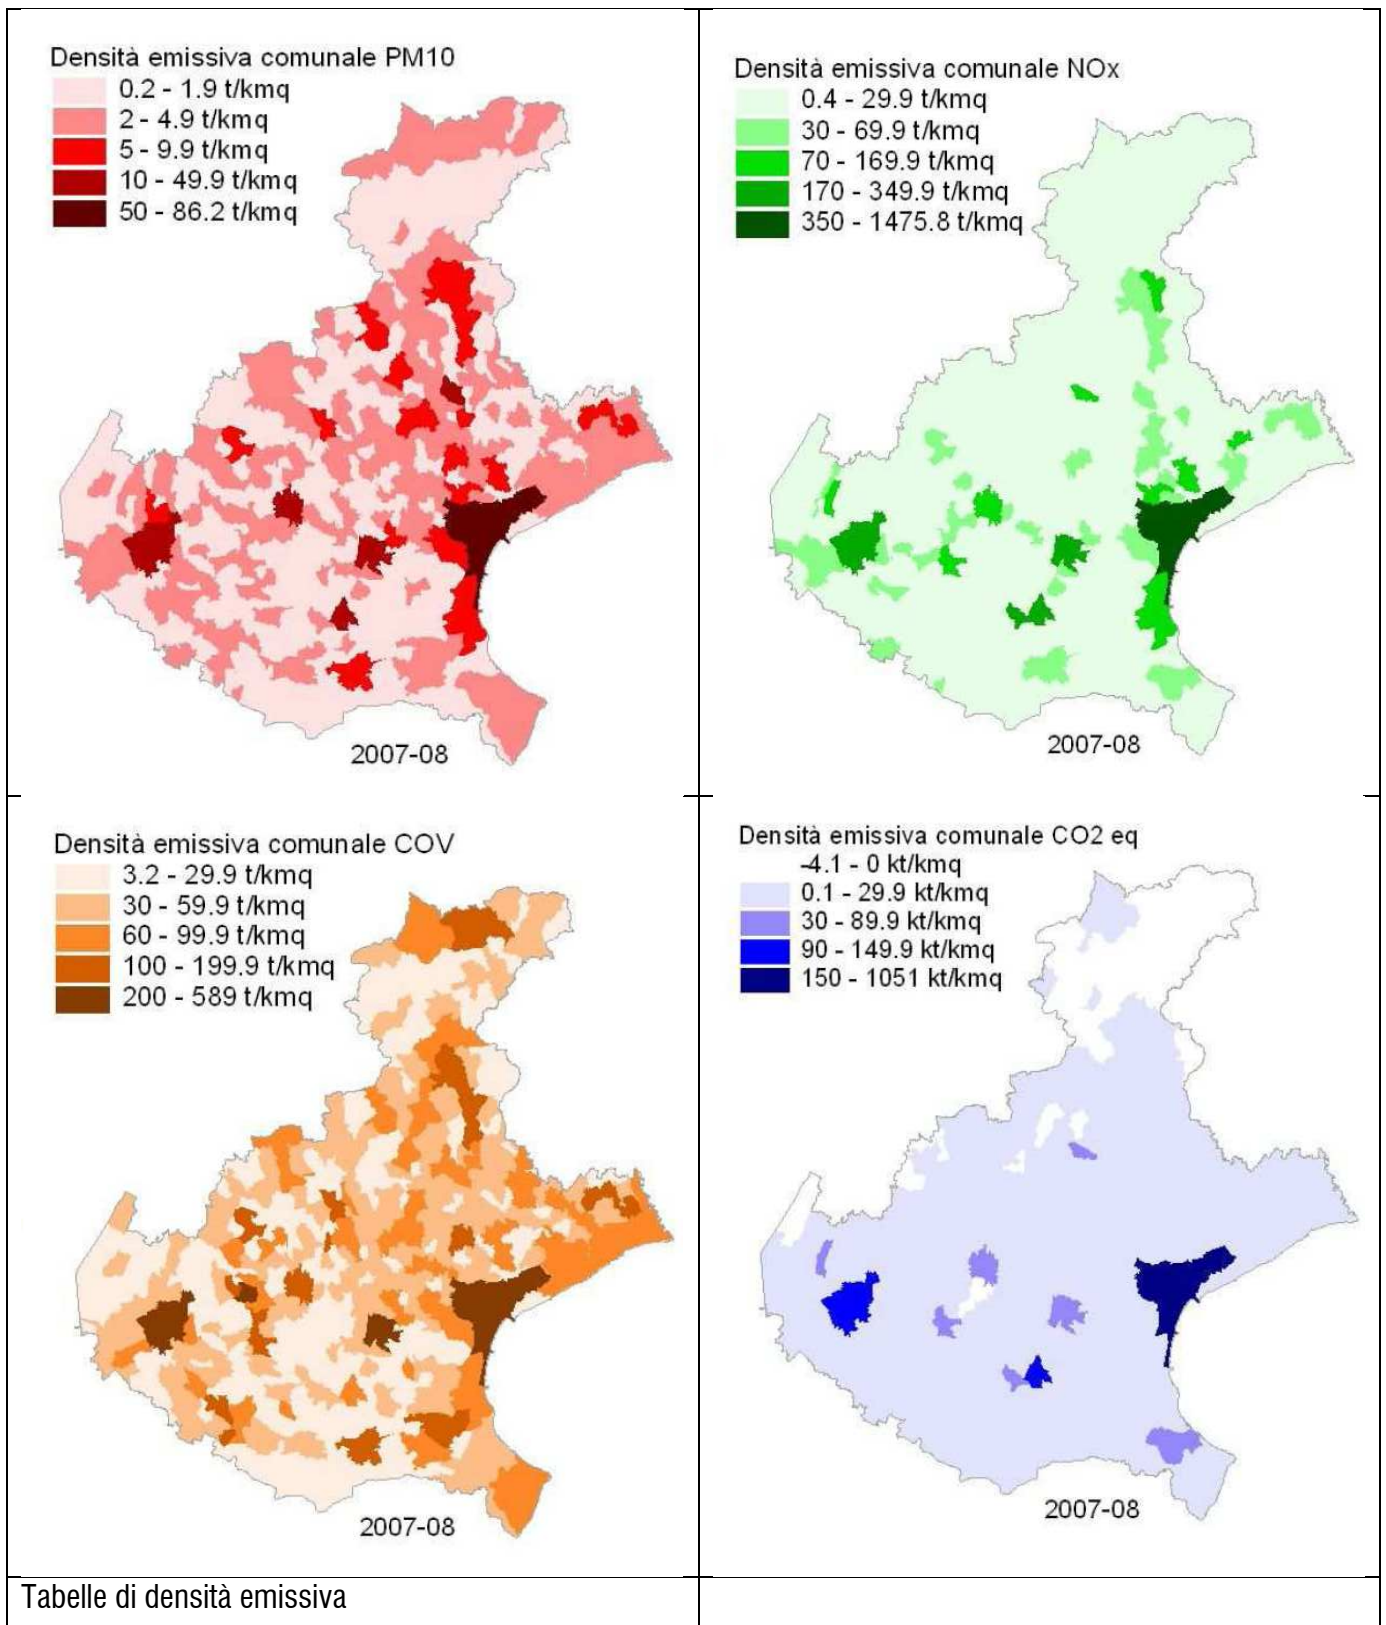 Densità emissiva comunale PM10
0.2 - 1.9 t/kmq
2 - 4.9 t/kmq
5 - 9.9 t/kmq
10 - 49.9 t/kmq
50 - 86.2 t/kmq
2007-08
Densità emissiva comunale NOx
0.4 - 29.9 t/kmq
30 - 69.9 t/kmq
70 - 169.9 t/kmq
170 - 349.9 t/kmq
350 - 1475.8 t/kmq
2007-08
Densità emissiva comunale COV
3.2 - 29.9 t/kmq
30 - 59.9 t/kmq
60 - 99.9 t/kmq
100 - 199.9 t/kmq
200 - 589 t/kmq
2007-08
Densità emissiva comunale CO2 eq
-4.1 - 0 kt/kmq
0.1 - 29.9 kt/kmq
30 - 89.9 kt/kmq
90 - 149.9 kt/kmq
150 - 1051 kt/kmq
2007-08
Tabelle di densità emissiva